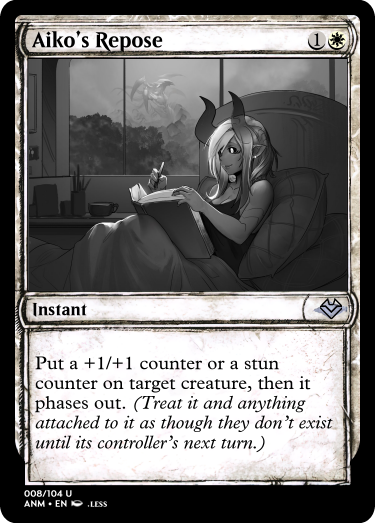 Aiko's Repose 1
Instant
Put a +1/+1 counter or a stun
counter on target creature, then it
phases out. (Treat it and anything
attached to it as though they don't exist
until its controller's next turn.)
008/104 U
ANM • EN .LESS